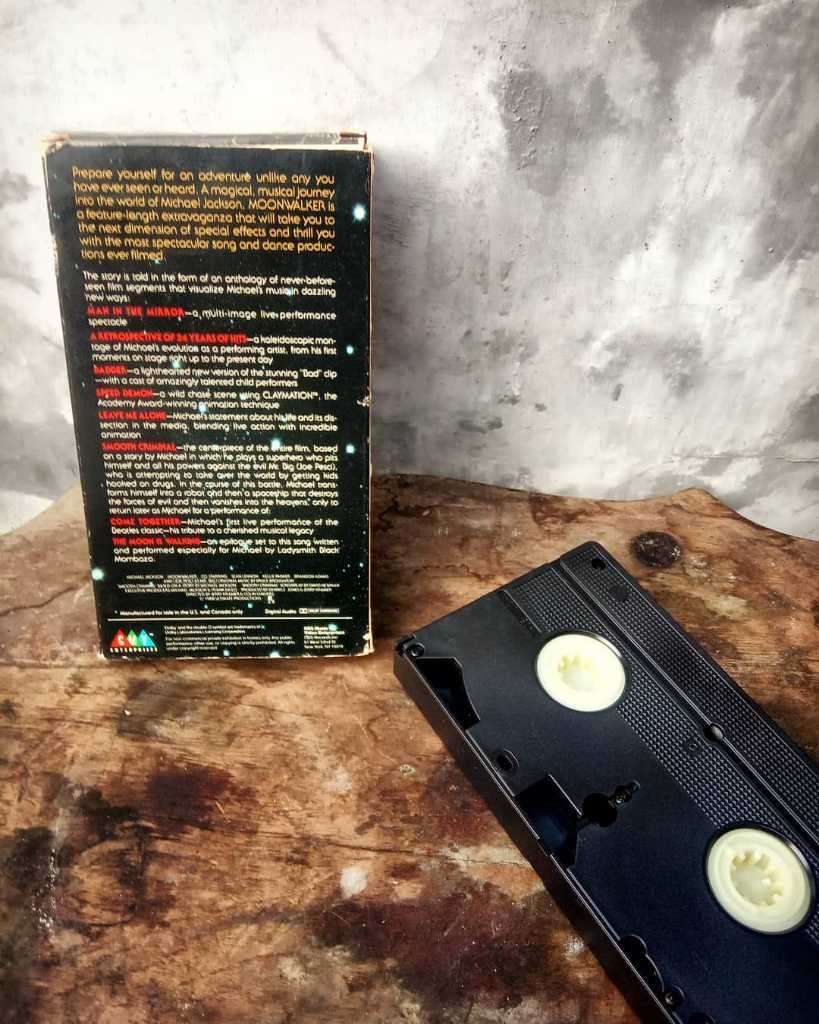 Prepare yourself for an adventure unlike any you
have ever seen or heard. A magical, musical journey
into the world of Michael Jackson, MOONWALKER is
a feature-length extravaganza that will take you to
the next dimension of special effects and thrill you
with the most spectacular song and dance produc-
tions ever filmed.
The story is told in the form of an anthology of never-before-
seen film segments that visualize Michael's music in dazzling
new ways:
MAN IN THE MIRROR—a multi-image live performance
spectacle
A RETROSPECTIVE OF 24 YEARS OF HITS—a kaleidoscopic mon-
tage of Michael's evolution as a performing artist, from his first
moments on stage right up to the present day
BADDER—a lighthearted new version of the stunning "Bad" clip
—with a cast of amazingly talented child performers
SPEED DEMON—a wild chase scene using CLAYMATION™, the
Academy Award-winning animation technique
LEAVE ME ALONE—Michael's statement about his life and its dis-
section in the media, blending live action with incredible
animation
SMOOTH CRIMINAL—the centerpiece of the entire film, based
on a story by Michael in which he plays a superhero who pits
himself and all his powers against the evil Mr. Big (Joe Pesci),
who is attempting to take over the world by getting kids
hooked on drugs. In the course of this battle, Michael trans-
forms himself into a robot and then a spaceship that destroys
the forces of evil and then vanishes into the heavens, only to
return later as Michael for a performance of:
COME TOGETHER—Michael's first live performance of the
Beatles classic—his tribute to a cherished musical legacy
THE MOON IS WALKING—an epilogue set to this song written
and performed especially for Michael by Ladysmith Black
Mombazo.
MICHAEL JACKSON MOONWALKER SEAN LENNON KELLIE PARKER BRANDON ADAMS
Manufactured for sale in the U.S. and Canada only Digital Audio
CMV
ENTERPRISES
New York, NY